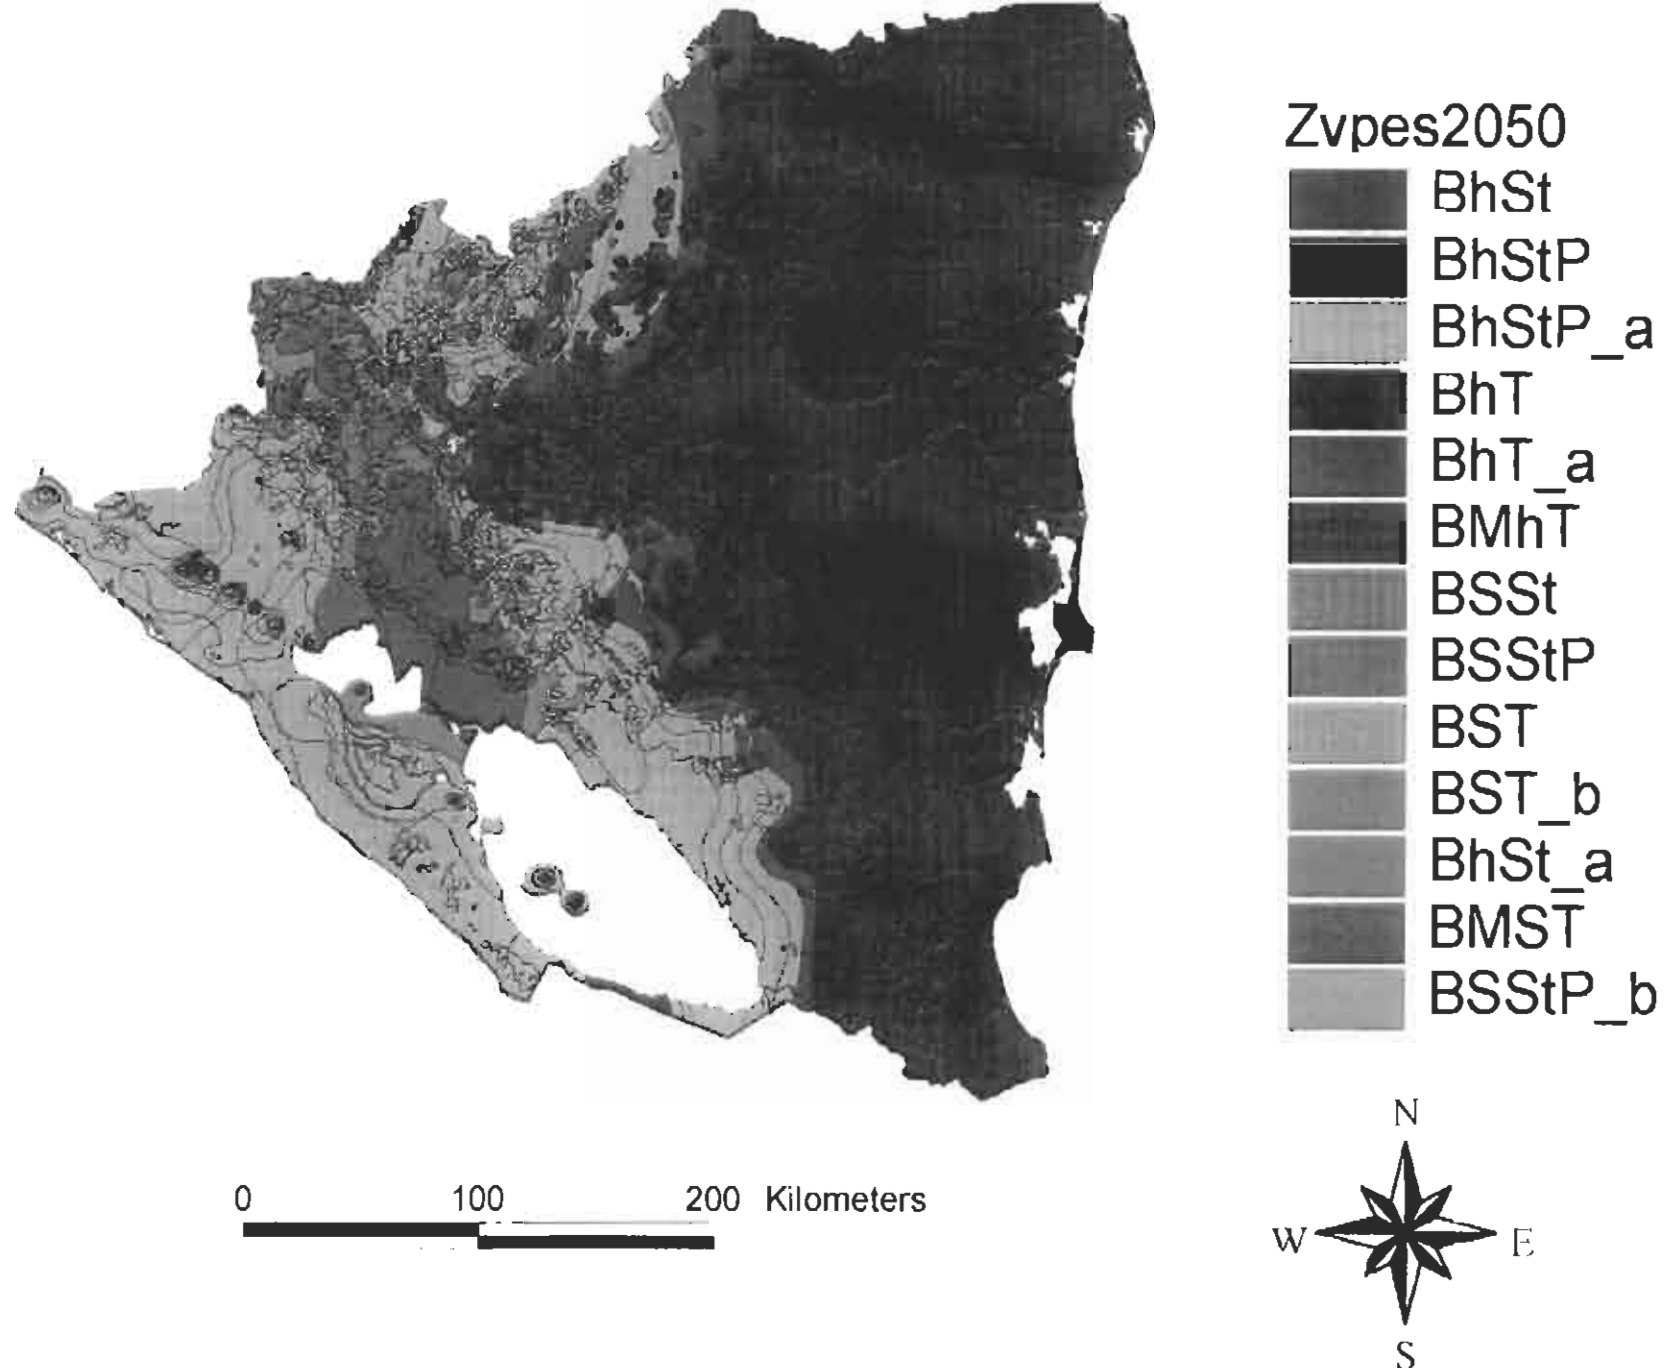 Zvpes2050
BhSt
BhStP
BhStP_a
BhT
BhT_a
BMhT
BSSt
BSStP
BST
BST_b
BhSt_a
BMST
BSStP_b
0 100 200 Kilometers
N
W E
S